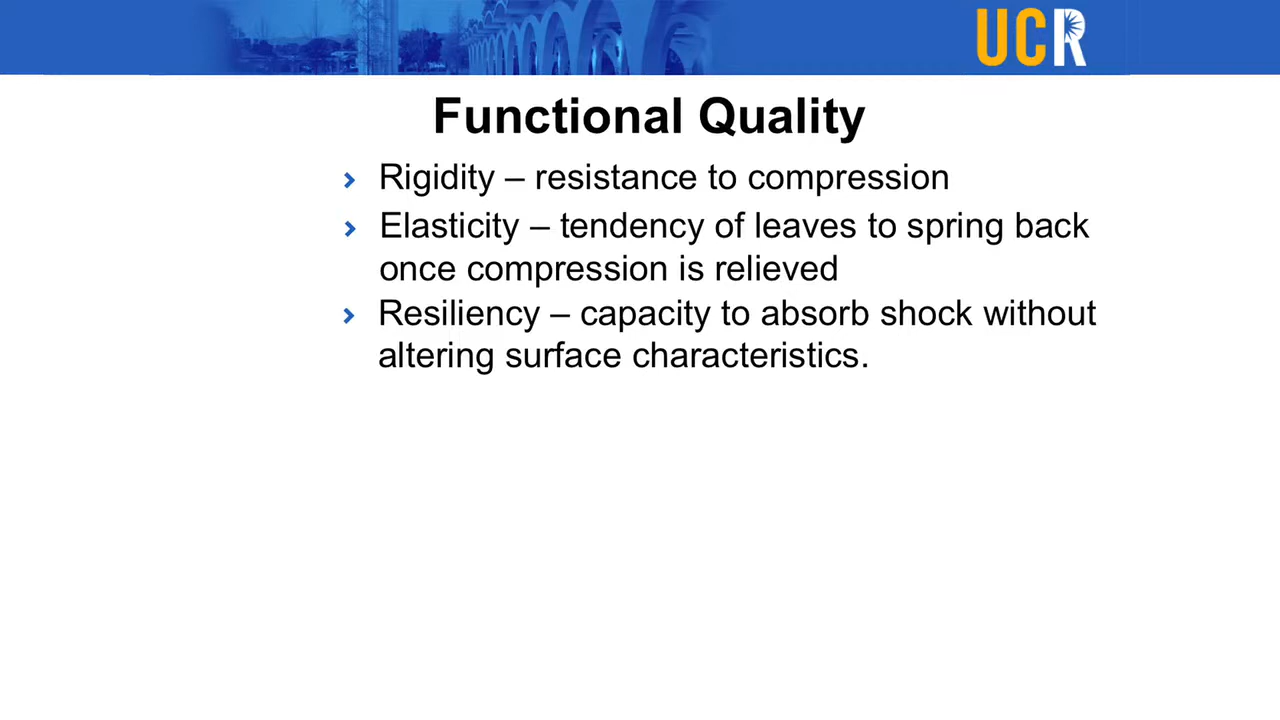 UCR
Functional Quality
Rigidity – resistance to compression
Elasticity – tendency of leaves to spring back
once compression is relieved
Resiliency – capacity to absorb shock without
altering surface characteristics.